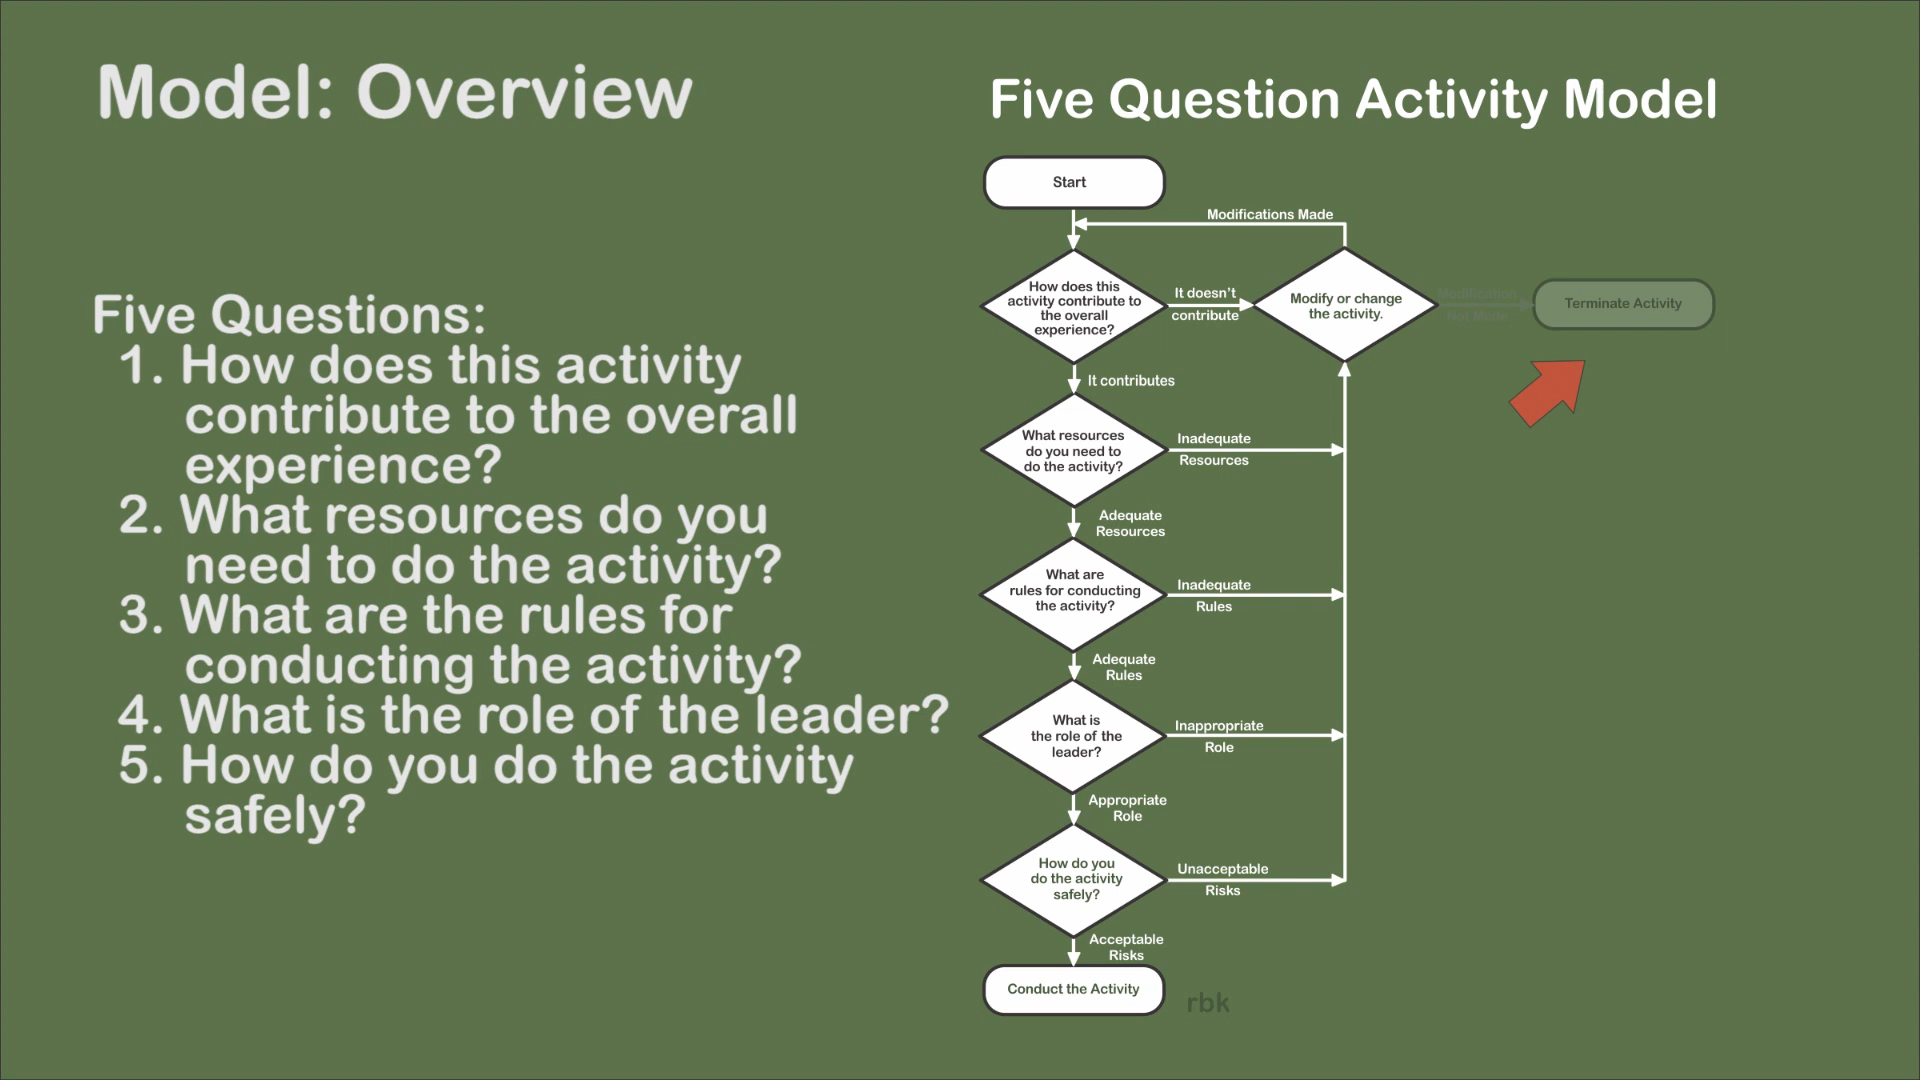 Model: Overview
Five Questions:
1. How does this activity
contribute to the overall
experience?
2. What resources do you
need to do the activity?
3. What are the rules for
conducting the activity?
4. What is the role of the leader?
5. How do you do the activity
safely?
Five Question Activity Model
Start
Modifications Made
How does this
activity contribute to
the overall
experience?
It doesn't
contribute
Modify or change
the activity.
Modification
Not Made
Terminate Activity
It contributes
What resources
do you need to
do the activity?
Inadequate
Resources
Adequate
Resources
What are
rules for conducting
the activity?
Inadequate
Rules
Adequate
Rules
What is
the role of the
leader?
Inappropriate
Role
Appropriate
Role
How do you
do the activity
safely?
Unacceptable
Risks
Acceptable
Risks
Conduct the Activity
rbk